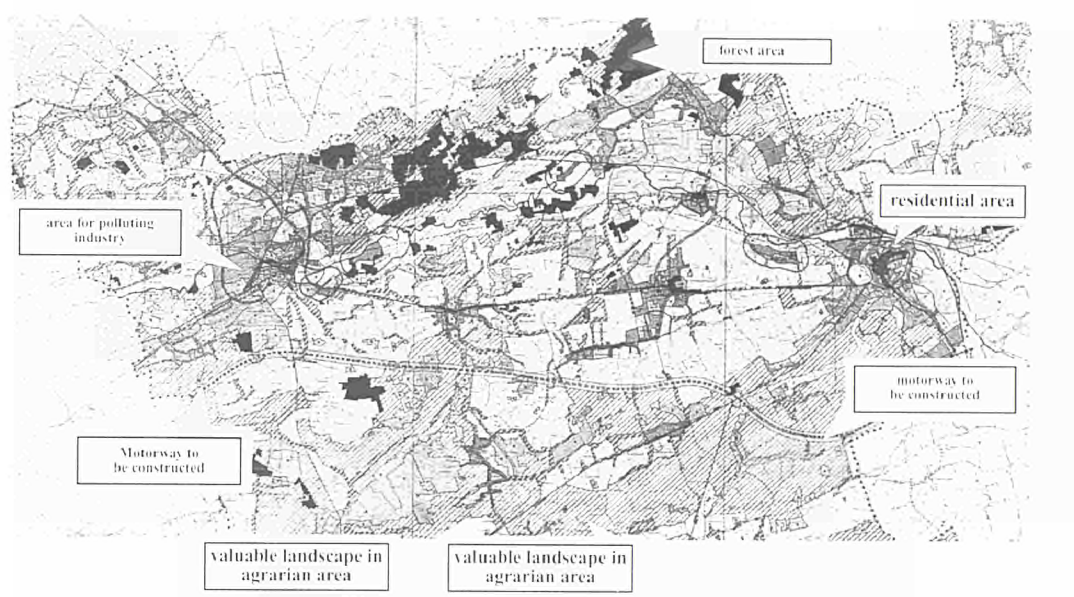 forest area
residential area
area for polluting
industry
motorway to
be constructed
Motorway to
be constructed
valuable landscape in
agrarian area
valuable landscape in
agrarian area